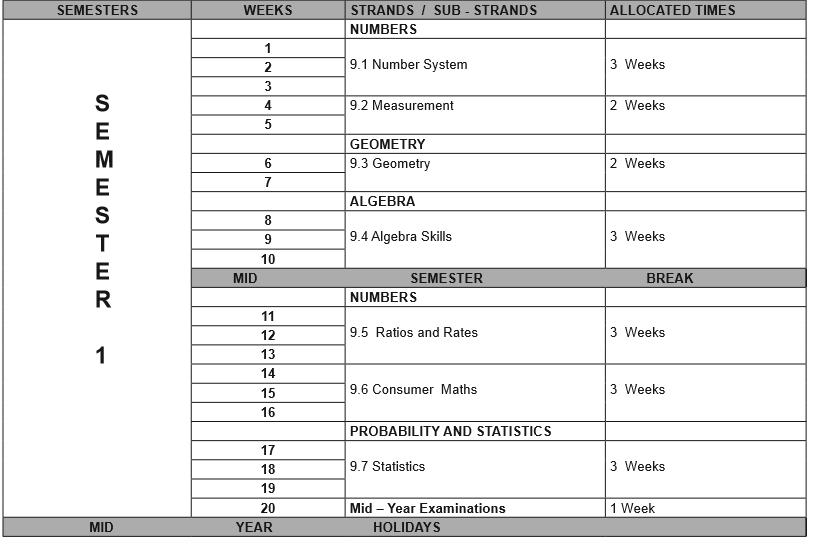 SEMESTERS WEEKS STRANDS / SUB - STRANDS ALLOCATED TIMES
NUMBERS
1
2 9.1 Number System 3 Weeks
3
4 9.2 Measurement 2 Weeks
5
GEOMETRY
6 9.3 Geometry 2 Weeks
7
ALGEBRA
8
9 9.4 Algebra Skills 3 Weeks
10
MID SEMESTER BREAK
NUMBERS
11
12 9.5 Ratios and Rates 3 Weeks
13
14
15 9.6 Consumer Maths 3 Weeks
16
PROBABILITY AND STATISTICS
17
18 9.7 Statistics 3 Weeks
19
20 Mid – Year Examinations 1 Week
SEMESTER 1
MID YEAR HOLIDAYS